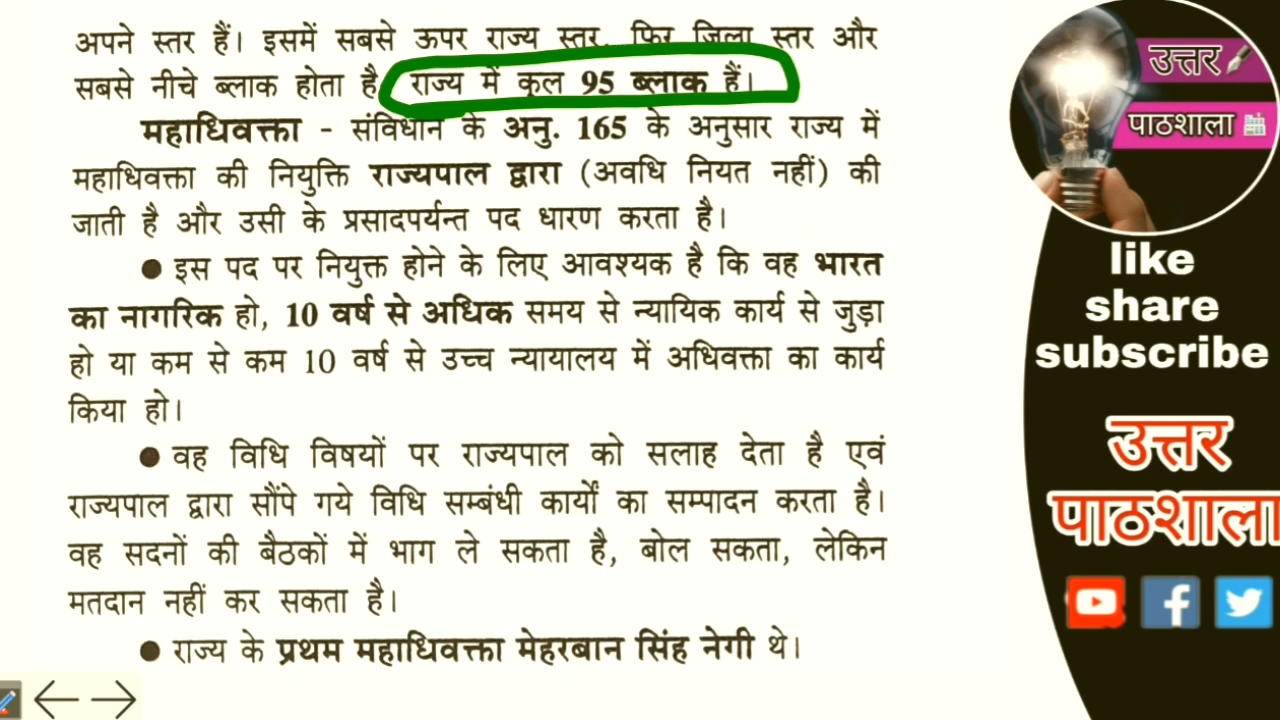 अपने स्तर हैं। इसमें सबसे ऊपर राज्य स्तर, फिर जिला स्तर और
सबसे नीचे ब्लाक होता है राज्य में कुल 95 ब्लाक हैं।
महाधिवक्ता - संविधान के अनु. 165 के अनुसार राज्य में
महाधिवक्ता की नियुक्ति राज्यपाल द्वारा (अवधि नियत नहीं) की
जाती है और उसी के प्रसादपर्यन्त पद धारण करता है।
● इस पद पर नियुक्त होने के लिए आवश्यक है कि वह भारत
का नागरिक हो, 10 वर्ष से अधिक समय से न्यायिक कार्य से जुड़ा
हो या कम से कम 10 वर्ष से उच्च न्यायालय में अधिवक्ता का कार्य
किया हो।
● वह विधि विषयों पर राज्यपाल को सलाह देता है एवं
राज्यपाल द्वारा सौंपे गये विधि सम्बंधी कार्यों का सम्पादन करता है।
वह सदनों की बैठकों में भाग ले सकता है, बोल सकता, लेकिन
मतदान नहीं कर सकता है।
● राज्य के प्रथम महाधिवक्ता मेहरबान सिंह नेगी थे।
उत्तर
पाठशाला
like
share
subscribe
उत्तर
पाठशाला